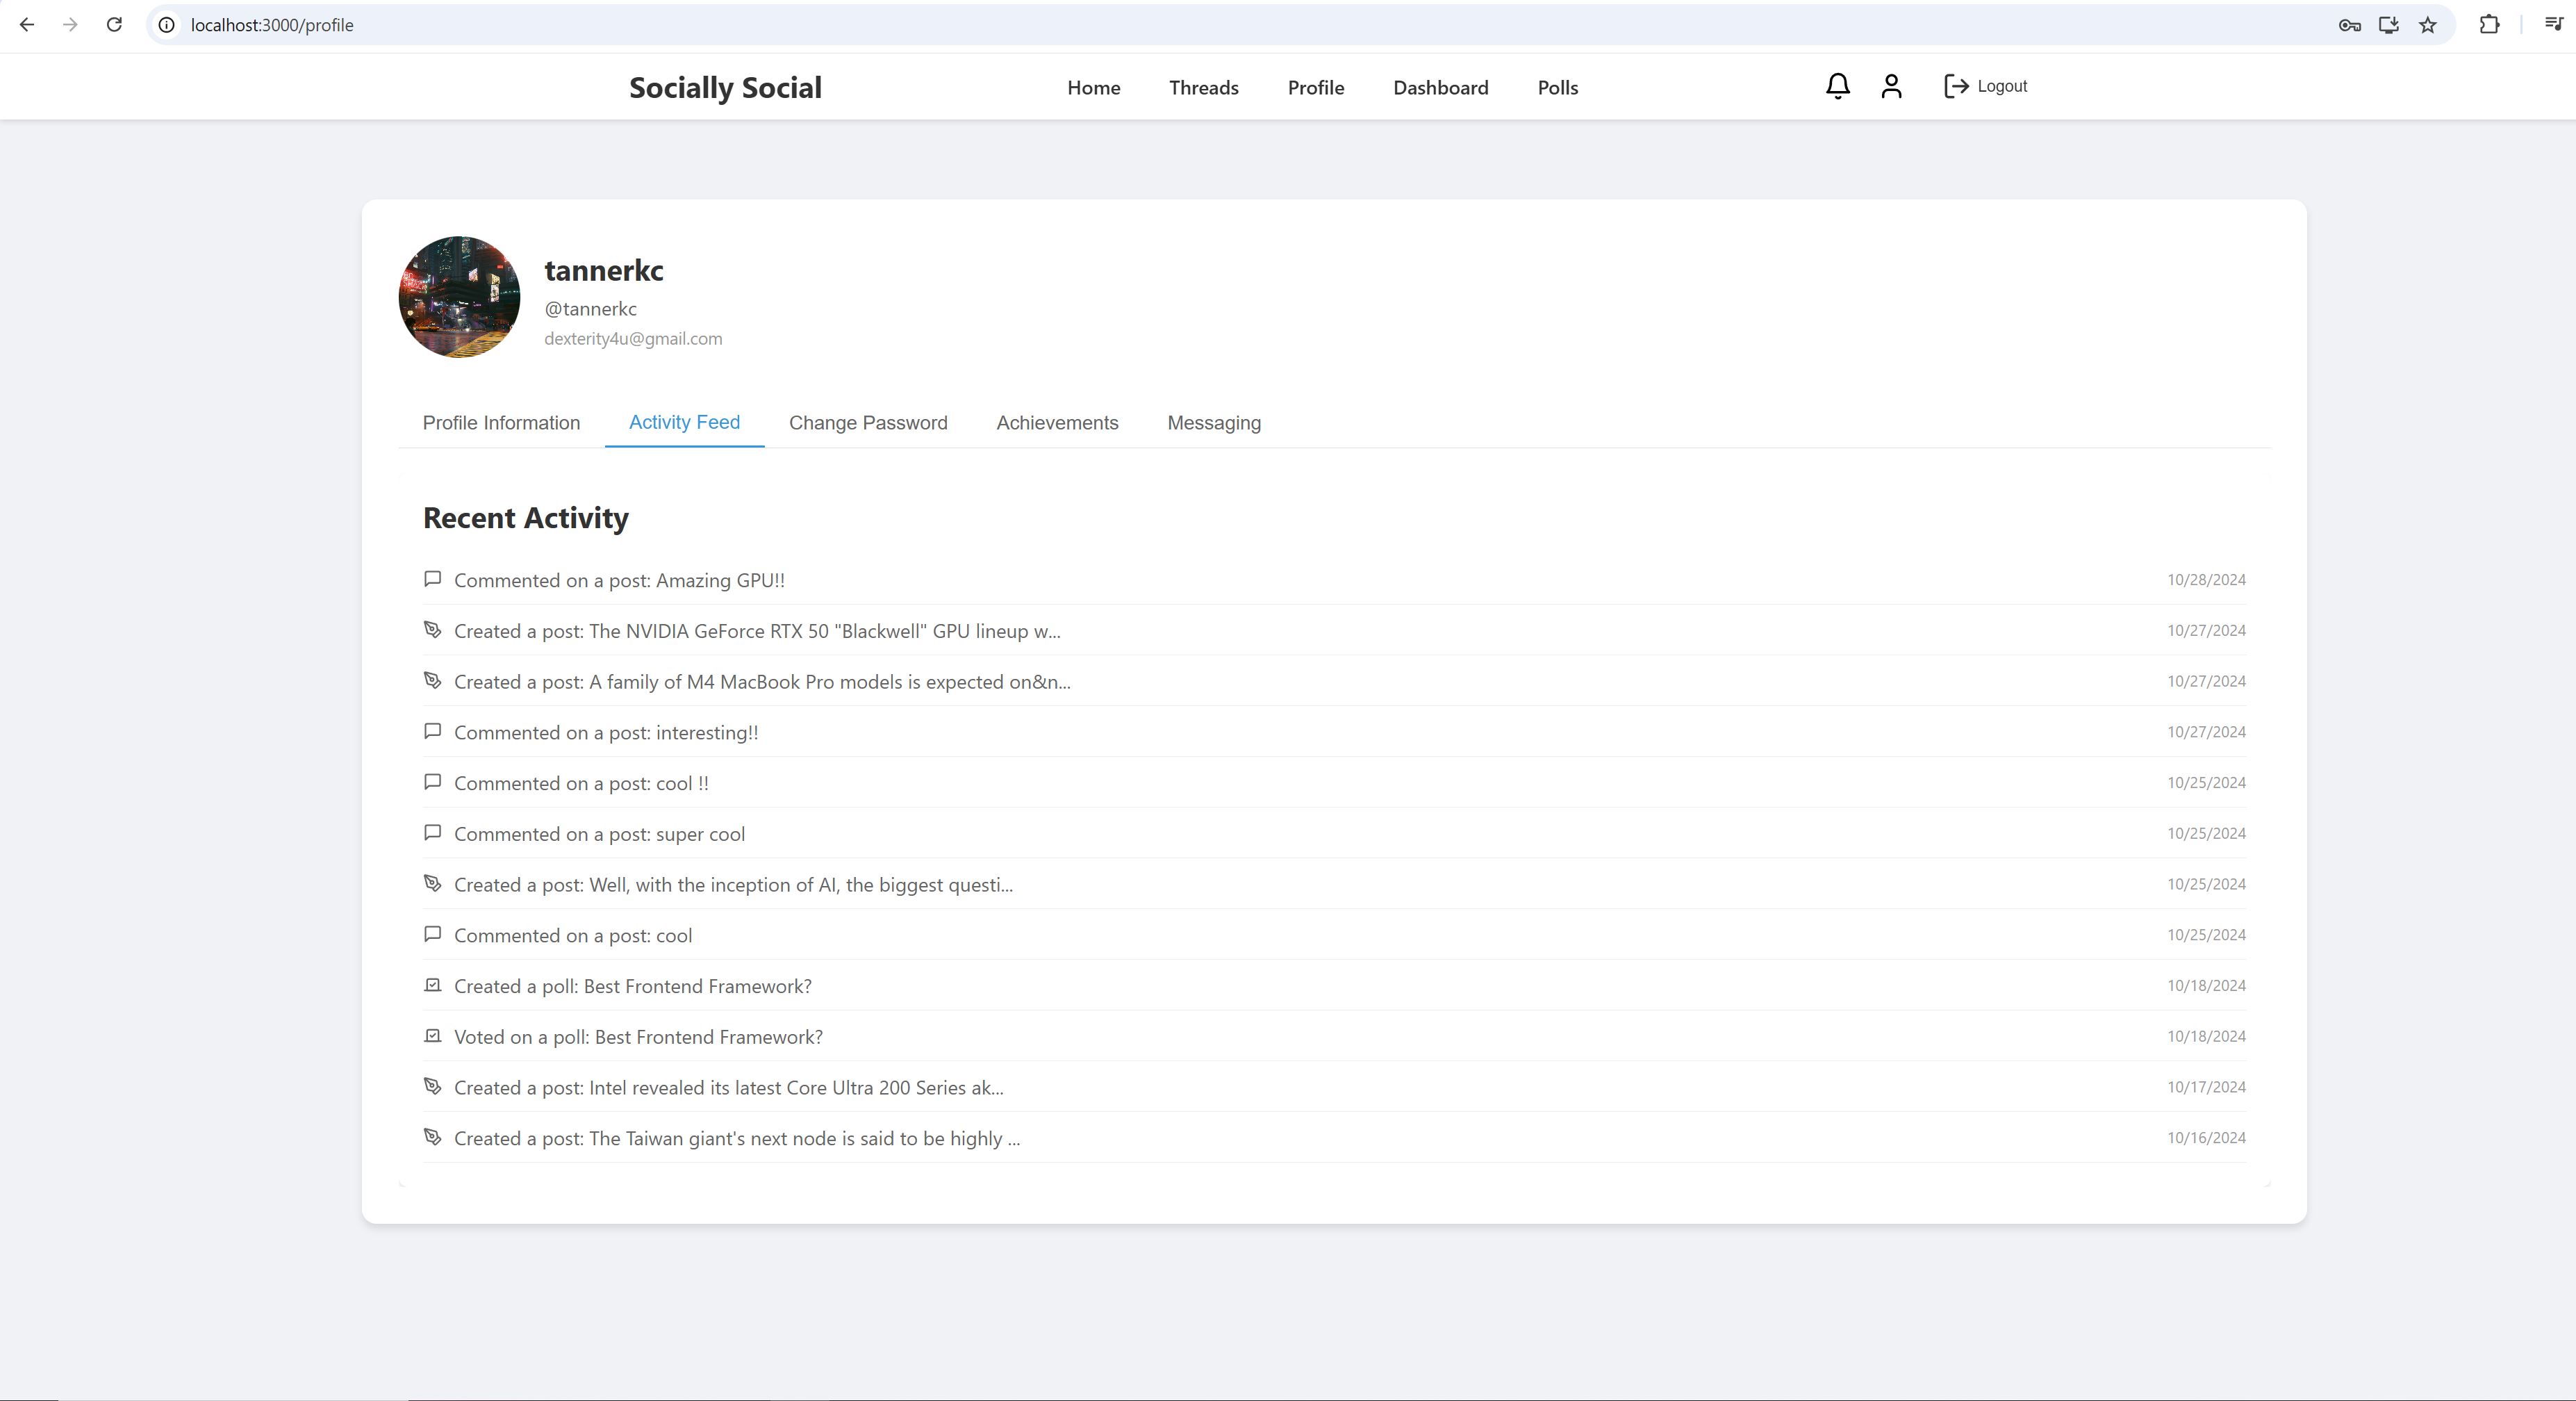 localhost:3000/profile
Socially Social
Home Threads Profile Dashboard Polls
Logout
tannerkc
@tannerkc
dexterity4u@gmail.com
Profile Information Activity Feed Change Password Achievements Messaging
Recent Activity
Commented on a post: Amazing GPU!! 10/28/2024
Created a post: The NVIDIA GeForce RTX 50 "Blackwell" GPU lineup w... 10/27/2024
Created a post: A family of M4 MacBook Pro models is expected on&n... 10/27/2024
Commented on a post: interesting!! 10/27/2024
Commented on a post: cool !! 10/25/2024
Commented on a post: super cool 10/25/2024
Created a post: Well, with the inception of AI, the biggest questi... 10/25/2024
Commented on a post: cool 10/25/2024
Created a poll: Best Frontend Framework? 10/18/2024
Voted on a poll: Best Frontend Framework? 10/18/2024
Created a post: Intel revealed its latest Core Ultra 200 Series ak... 10/17/2024
Created a post: The Taiwan giant's next node is said to be highly ... 10/16/2024